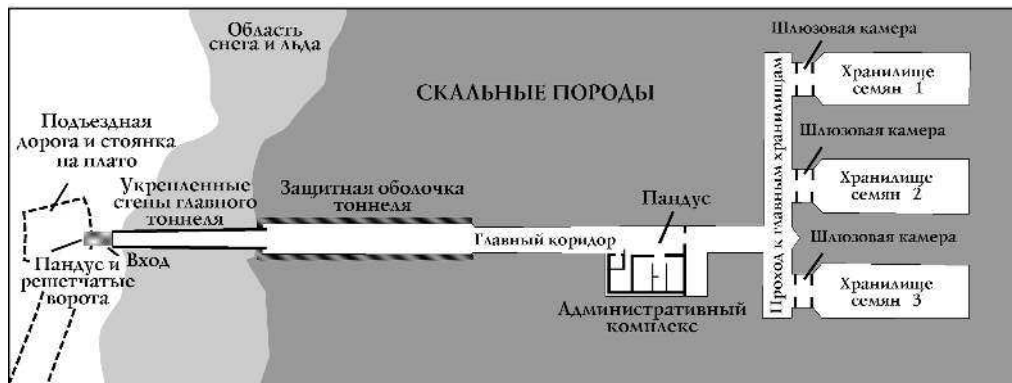 Область
снега и льда
СКАЛЬНЫЕ ПОРОДЫ
Подъездная
дорога и стоянка
на плато
Укрепленные
стены главного
тоннеля
Защитная оболочка
тоннеля
Пандус и
решетчатые
ворота
Вход
Главный коридор
Пандус
Административный
комплекс
Проход к главным хранилищам
Шлюзовая камера
Хранилище
семян 1
Шлюзовая камера
Хранилище
семян 2
Шлюзовая камера
Хранилище
семян 3